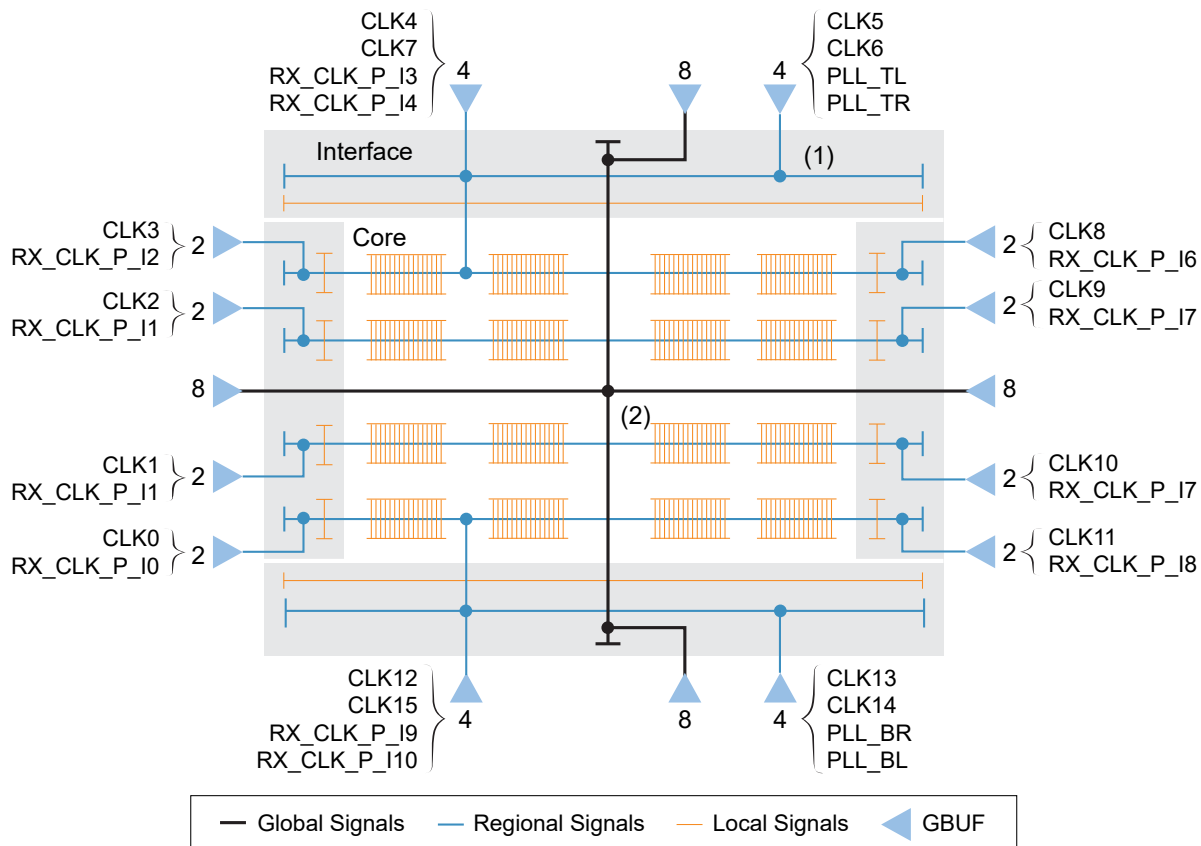 CLK4
CLK7
RX_CLK_P_I3
RX_CLK_P_I4
4
8
4
CLK5
CLK6
PLL_TL
PLL_TR
Interface
(1)
CLK3
RX_CLK_P_I2
2
Core
2
CLK8
RX_CLK_P_I6
CLK2
RX_CLK_P_I1
2
2
CLK9
RX_CLK_P_I7
8
8
(2)
CLK1
RX_CLK_P_I1
2
2
CLK10
RX_CLK_P_I7
CLK0
RX_CLK_P_I0
2
2
CLK11
RX_CLK_P_I8
CLK12
CLK15
RX_CLK_P_I9
RX_CLK_P_I10
4
8
4
CLK13
CLK14
PLL_BR
PLL_BL
Global Signals
Regional Signals
Local Signals
GBUF